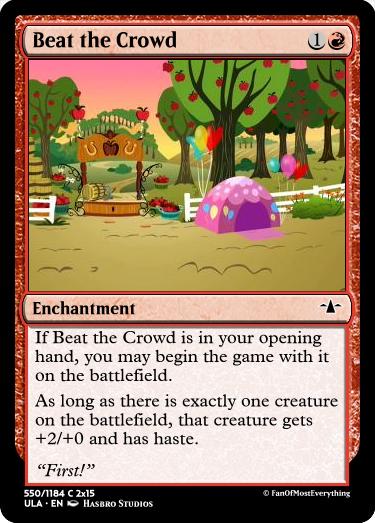 Beat the Crowd 1
Enchantment
If Beat the Crowd is in your opening
hand, you may begin the game with it
on the battlefield.
As long as there is exactly one creature
on the battlefield, that creature gets
+2/+0 and has haste.
“First!”
550/1184 C 2x15
ULA • EN Hasbro Studios © FanOfMostEverything